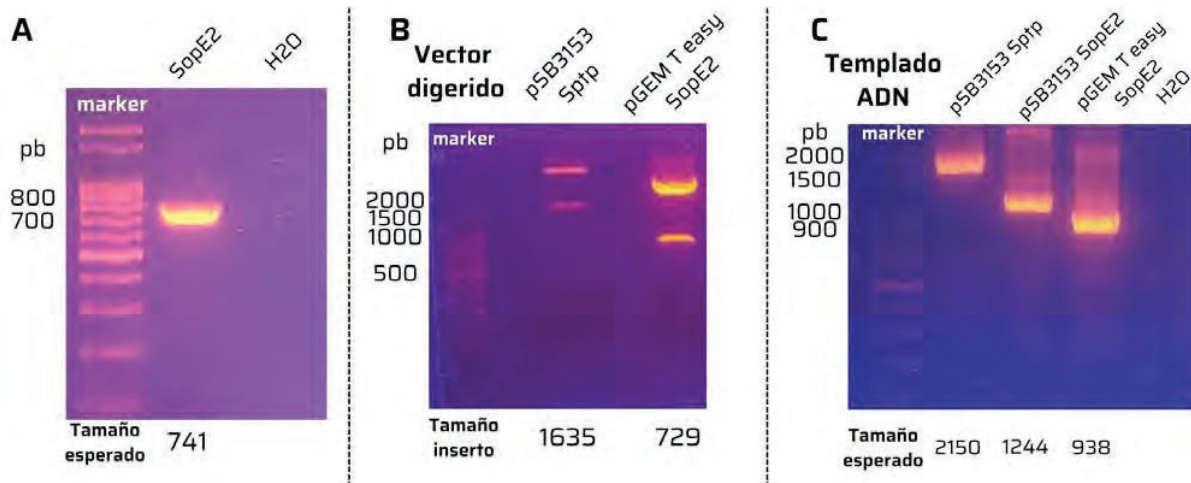 A
SopE2
H2O
marker
pb
800
700
Tamaño
esperado
741
B
Vector
digerido
pSB3153
Sptp
pGEM T easy
SopE2
marker
pb
2000
1500
1000
500
Tamaño
inserto
1635
729
C
Templado
ADN
pSB3153 Sptp
pSB3153 SopE2
pGEM T easy
SopE2
H2O
pb
marker
2000
1500
1000
900
Tamaño
esperado
2150
1244
938